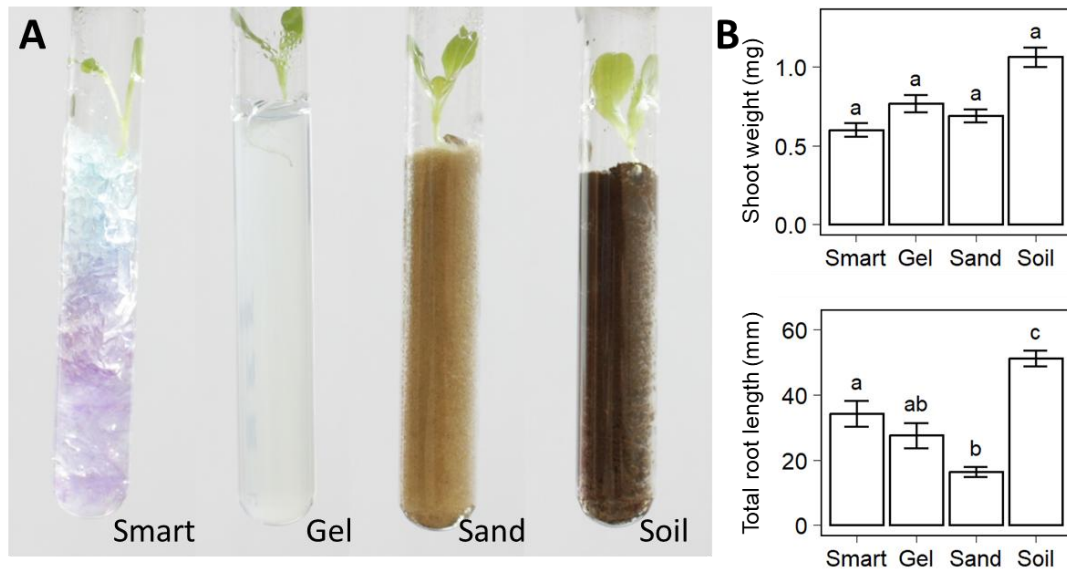 A
Smart
Gel
Sand
Soil
B
Shoot weight (mg)
1.0
0.5
0.0
a
a
a
a
Smart
Gel
Sand
Soil
Total root length (mm)
60
40
20
0
a
ab
b
c
Smart
Gel
Sand
Soil